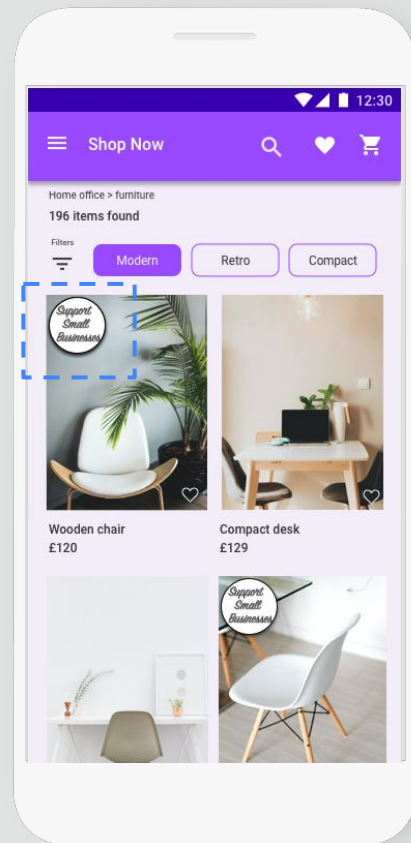 12:30
Shop Now
Home office > furniture
196 items found
Filters
Modern
Retro
Compact
Support
Small
Businesses
Wooden chair
£120
Compact desk
£129
Support
Small
Businesses